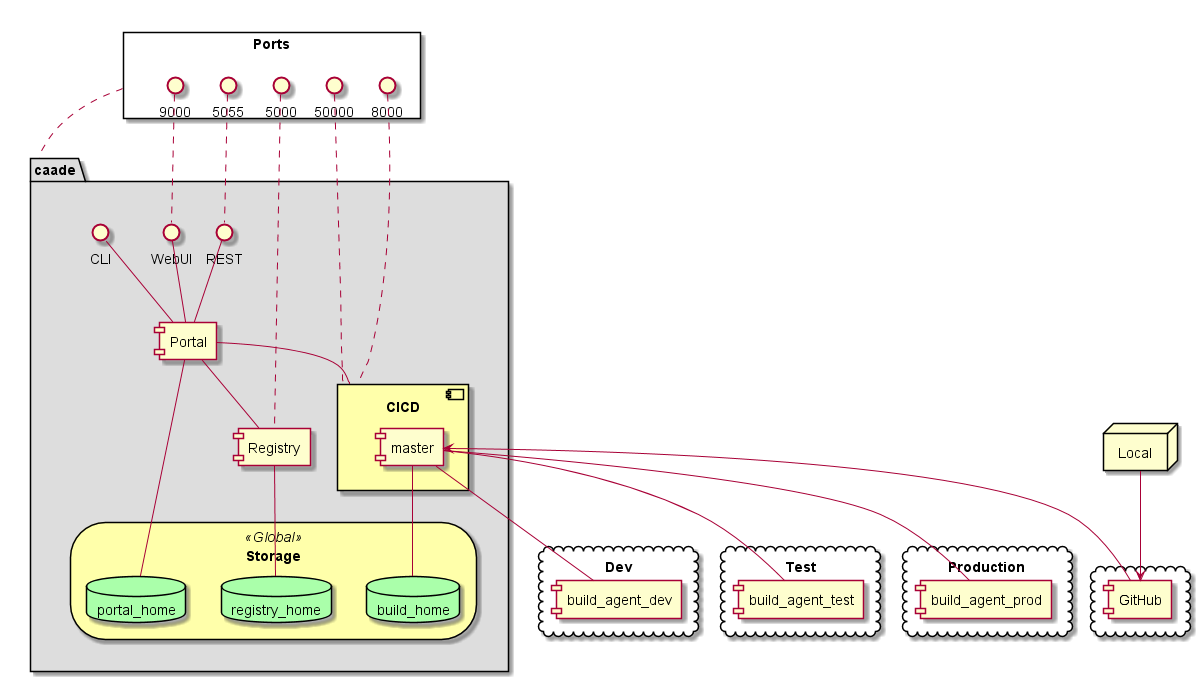 Ports
9000
5055
5000
50000
8000
caade
CLI
WebUI
REST
Portal
CICD
Registry
master
Local
«Global»
Storage
portal_home
registry_home
build_home
Dev
build_agent_dev
Test
build_agent_test
Production
build_agent_prod
GitHub